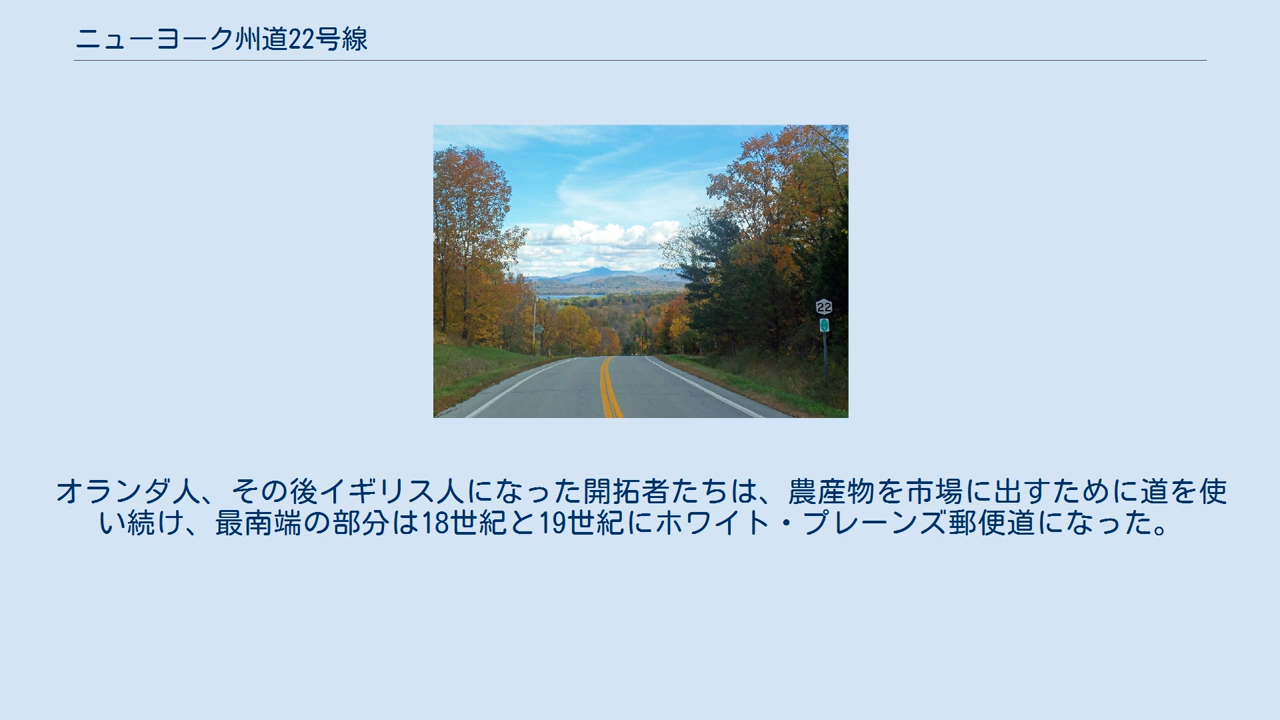 ニューヨーク州道22号線
22
オランダ人、その後イギリス人になった開拓者たちは、農産物を市場に出すために道を使
い続け、最南端の部分は18世紀と19世紀にホワイト・プレーンズ郵便道になった。